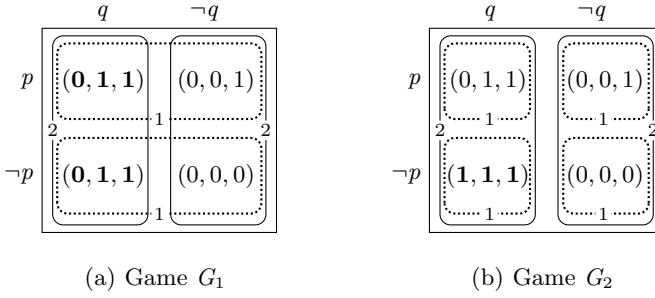 q ¬q q ¬q
p (0, 1, 1) (0, 0, 1) p (0, 1, 1) (0, 0, 1)
1 1 1
2 2 2 2
¬p (0, 1, 1) (0, 0, 0) ¬p (1, 1, 1) (0, 0, 0)
1 1 1
(a) Game G₁ (b) Game G₂